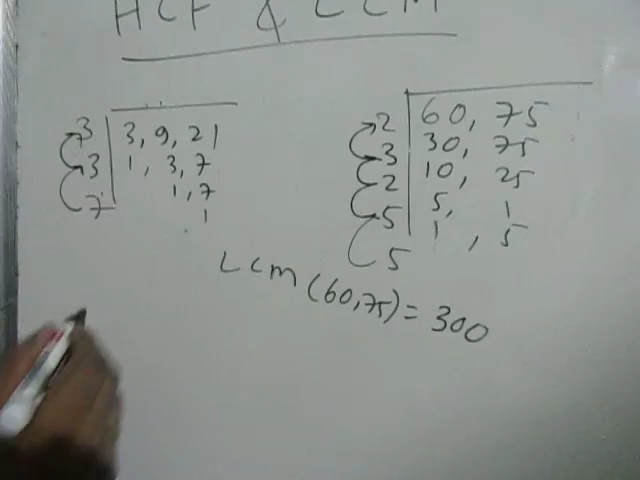 HCF & LCM
3 3, 9, 21
3 1, 3, 7
7 1, 7
1
2 60, 75
3 30, 75
2 10, 25
5 5, 1
5 1, 5
LCM (60,75) = 300